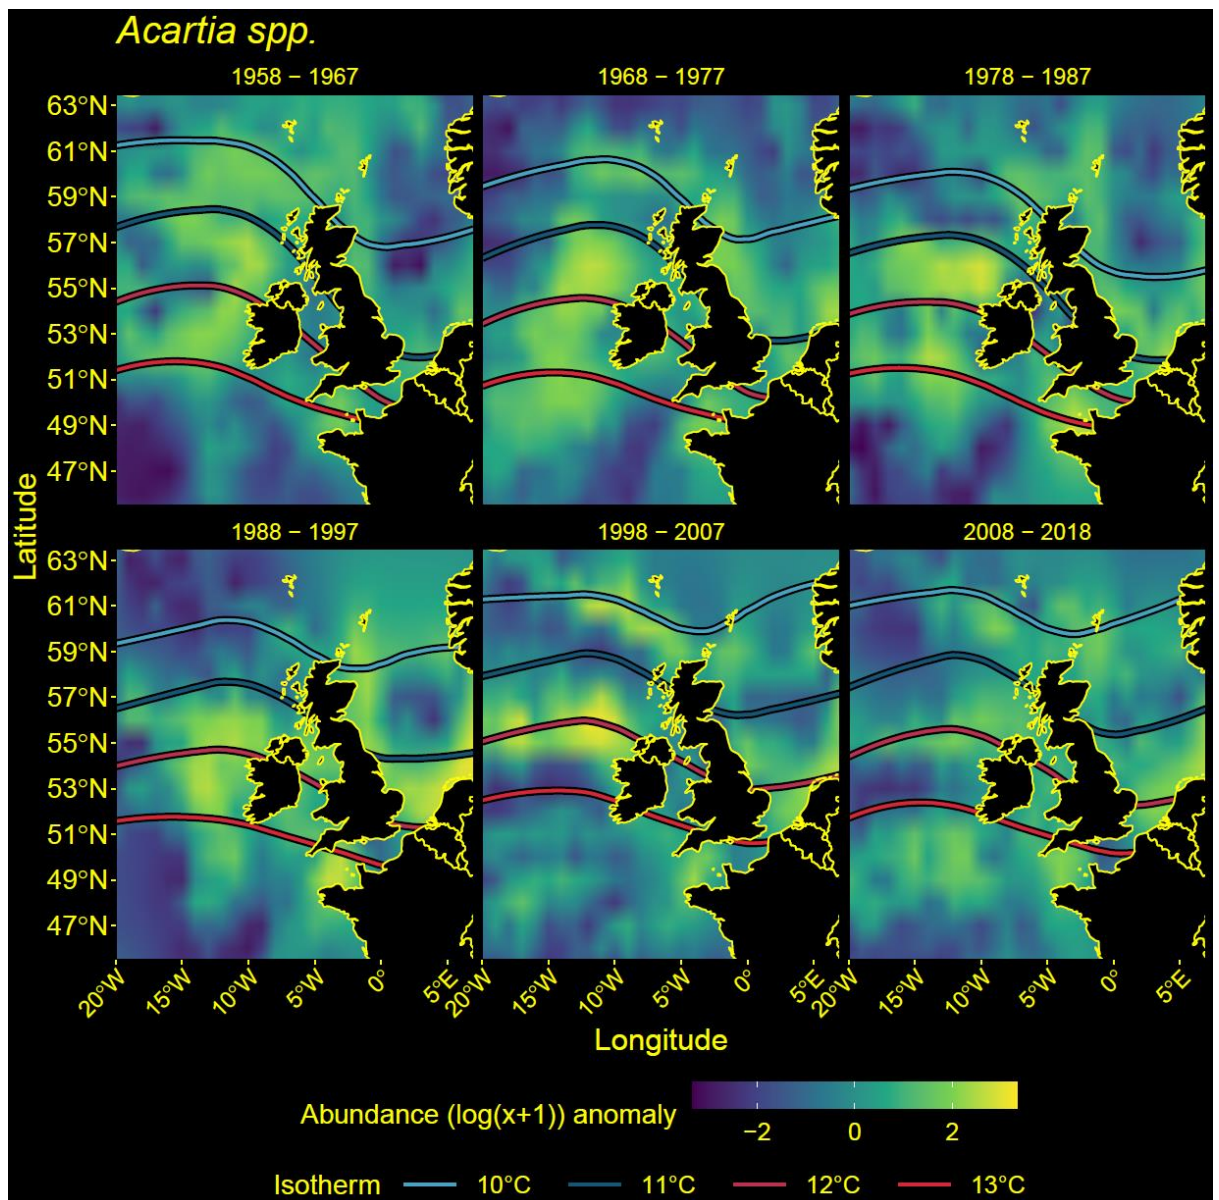 Acartia spp.
1958 − 1967
1968 − 1977
1978 − 1987
63°N
61°N
59°N
57°N
55°N
53°N
51°N
49°N
47°N
Latitude
1988 − 1997
1998 − 2007
2008 − 2018
63°N
61°N
59°N
57°N
55°N
53°N
51°N
49°N
47°N
20°W 15°W 10°W 5°W 0° 5°E 20°W 15°W 10°W 5°W 0° 5°E 20°W 15°W 10°W 5°W 0° 5°E
Longitude
Abundance (log(x+1)) anomaly
−2 0 2
Isotherm 10°C 11°C 12°C 13°C